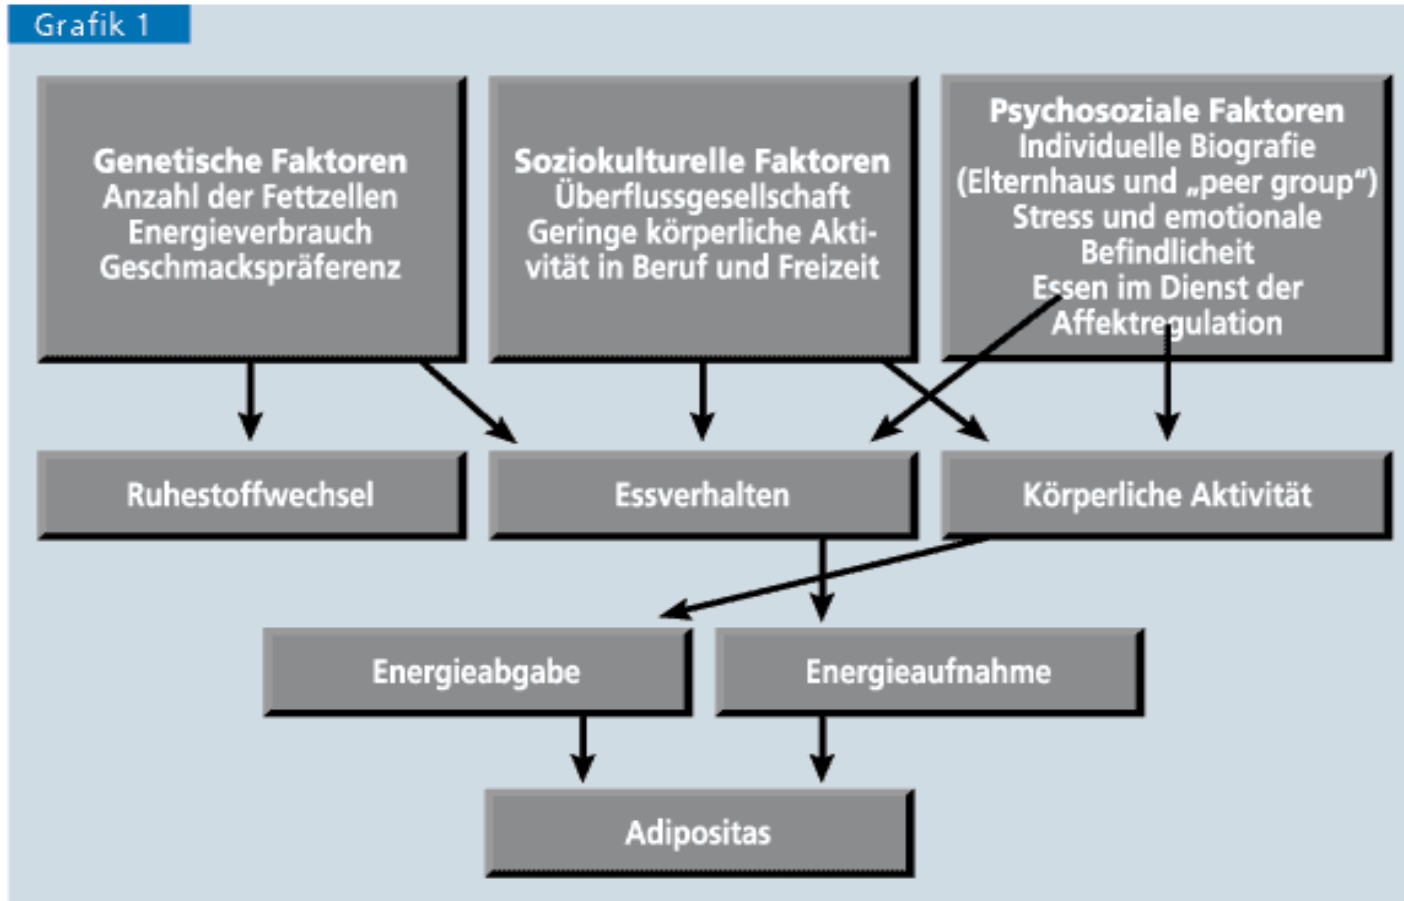 Grafik 1
Genetische Faktoren
Anzahl der Fettzellen
Energieverbrauch
Geschmackspräferenz
Soziokulturelle Faktoren
Überflussgesellschaft
Geringe körperliche Akti-
vität in Beruf und Freizeit
Psychosoziale Faktoren
Individuelle Biografie
(Elternhaus und „peer group“)
Stress und emotionale
Befindlicheit
Essen im Dienst der
Affektregulation
Ruhestoffwechsel
Essverhalten
Körperliche Aktivität
Energieabgabe
Energieaufnahme
Adipositas